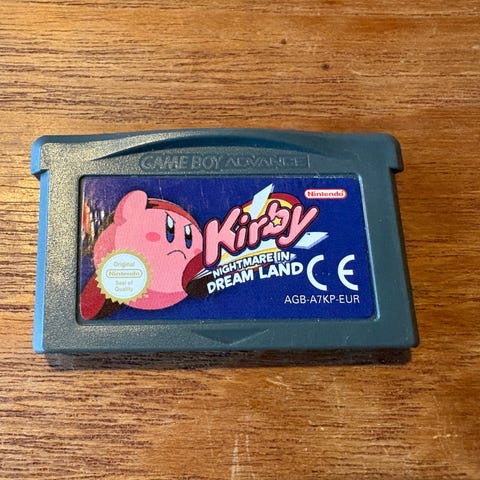 GAME BOY ADVANCE
Nintendo
Kirby
NIGHTMARE IN
DREAM LAND
CE
AGB-A7KP-EUR
Original
Nintendo
Seal of
Quality